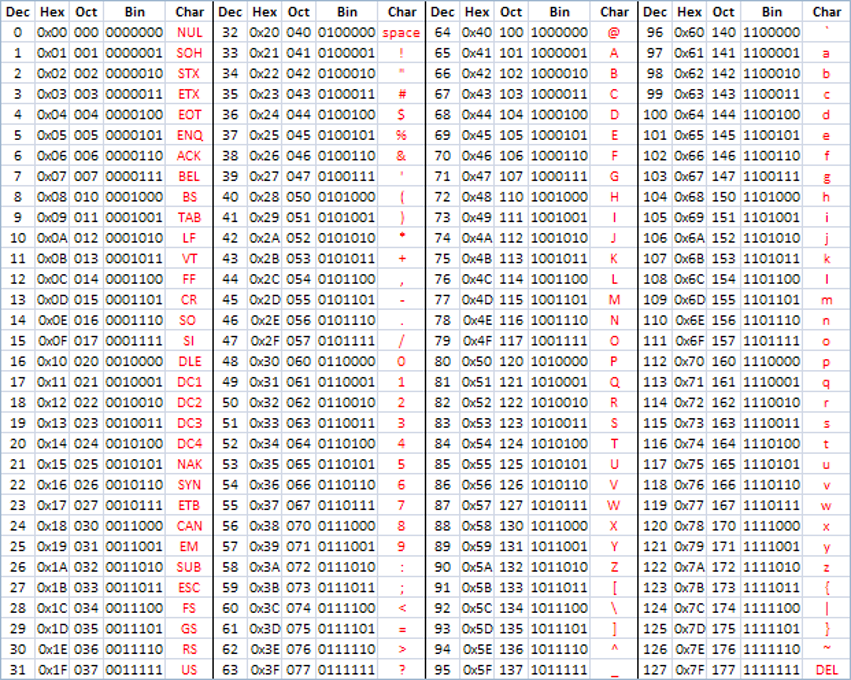 Dec Hex Oct Bin Char Dec Hex Oct Bin Char Dec Hex Oct Bin Char Dec Hex Oct Bin Char
0 0x00 000 0000000 NUL 32 0x20 040 0100000 space 64 0x40 100 1000000 @ 96 0x60 140 1100000 `
1 0x01 001 0000001 SOH 33 0x21 041 0100001 ! 65 0x41 101 1000001 A 97 0x61 141 1100001 a
2 0x02 002 0000010 STX 34 0x22 042 0100010 " 66 0x42 102 1000010 B 98 0x62 142 1100010 b
3 0x03 003 0000011 ETX 35 0x23 043 0100011 # 67 0x43 103 1000011 C 99 0x63 143 1100011 c
4 0x04 004 0000100 EOT 36 0x24 044 0100100 $ 68 0x44 104 1000100 D 100 0x64 144 1100100 d
5 0x05 005 0000101 ENQ 37 0x25 045 0100101 % 69 0x45 105 1000101 E 101 0x65 145 1100101 e
6 0x06 006 0000110 ACK 38 0x26 046 0100110 & 70 0x46 106 1000110 F 102 0x66 146 1100110 f
7 0x07 007 0000111 BEL 39 0x27 047 0100111 ' 71 0x47 107 1000111 G 103 0x67 147 1100111 g
8 0x08 010 0001000 BS 40 0x28 050 0101000 ( 72 0x48 110 1001000 H 104 0x68 150 1101000 h
9 0x09 011 0001001 TAB 41 0x29 051 0101001 ) 73 0x49 111 1001001 I 105 0x69 151 1101001 i
10 0x0A 012 0001010 LF 42 0x2A 052 0101010 * 74 0x4A 112 1001010 J 106 0x6A 152 1101010 j
11 0x0B 013 0001011 VT 43 0x2B 053 0101011 + 75 0x4B 113 1001011 K 107 0x6B 153 1101011 k
12 0x0C 014 0001100 FF 44 0x2C 054 0101100 , 76 0x4C 114 1001100 L 108 0x6C 154 1101100 l
13 0x0D 015 0001101 CR 45 0x2D 055 0101101 - 77 0x4D 115 1001101 M 109 0x6D 155 1101101 m
14 0x0E 016 0001110 SO 46 0x2E 056 0101110 . 78 0x4E 116 1001110 N 110 0x6E 156 1101110 n
15 0x0F 017 0001111 SI 47 0x2F 057 0101111 / 79 0x4F 117 1001111 O 111 0x6F 157 1101111 o
16 0x10 020 0010000 DLE 48 0x30 060 0110000 0 80 0x50 120 1010000 P 112 0x70 160 1110000 p
17 0x11 021 0010001 DC1 49 0x31 061 0110001 1 81 0x51 121 1010001 Q 113 0x71 161 1110001 q
18 0x12 022 0010010 DC2 50 0x32 062 0110010 2 82 0x52 122 1010010 R 114 0x72 162 1110010 r
19 0x13 023 0010011 DC3 51 0x33 063 0110011 3 83 0x53 123 1010011 S 115 0x73 163 1110011 s
20 0x14 024 0010100 DC4 52 0x34 064 0110100 4 84 0x54 124 1010100 T 116 0x74 164 1110100 t
21 0x15 025 0010101 NAK 53 0x35 065 0110101 5 85 0x55 125 1010101 U 117 0x75 165 1110101 u
22 0x16 026 0010110 SYN 54 0x36 066 0110110 6 86 0x56 126 1010110 V 118 0x76 166 1110110 v
23 0x17 027 0010111 ETB 55 0x37 067 0110111 7 87 0x57 127 1010111 W 119 0x77 167 1110111 w
24 0x18 030 0011000 CAN 56 0x38 070 0111000 8 88 0x58 130 1011000 X 120 0x78 170 1111000 x
25 0x19 031 0011001 EM 57 0x39 071 0111001 9 89 0x59 131 1011001 Y 121 0x79 171 1111001 y
26 0x1A 032 0011010 SUB 58 0x3A 072 0111010 : 90 0x5A 132 1011010 Z 122 0x7A 172 1111010 z
27 0x1B 033 0011011 ESC 59 0x3B 073 0111011 ; 91 0x5B 133 1011011 [ 123 0x7B 173 1111011 {
28 0x1C 034 0011100 FS 60 0x3C 074 0111100 < 92 0x5C 134 1011100 \ 124 0x7C 174 1111100 |
29 0x1D 035 0011101 GS 61 0x3D 075 0111101 = 93 0x5D 135 1011101 ] 125 0x7D 175 1111101 }
30 0x1E 036 0011110 RS 62 0x3E 076 0111110 > 94 0x5E 136 1011110 ^ 126 0x7E 176 1111110 ~
31 0x1F 037 0011111 US 63 0x3F 077 0111111 ? 95 0x5F 137 1011111 _ 127 0x7F 177 1111111 DEL